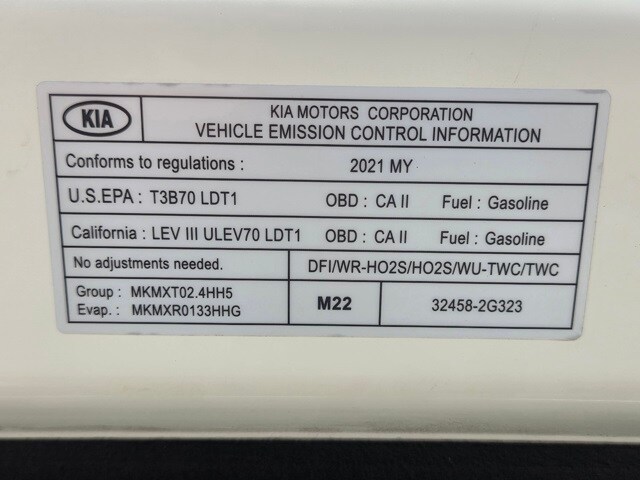 KIA
KIA MOTORS CORPORATION
VEHICLE EMISSION CONTROL INFORMATION
Conforms to regulations : 2021 MY
U.S.EPA : T3B70 LDT1 OBD : CA II Fuel : Gasoline
California : LEV III ULEV70 LDT1 OBD : CA II Fuel : Gasoline
No adjustments needed. DFI/WR-HO2S/HO2S/WU-TWC/TWC
Group : MKMXT02.4HH5
Evap. : MKMXR0133HHG
M22 32458-2G323